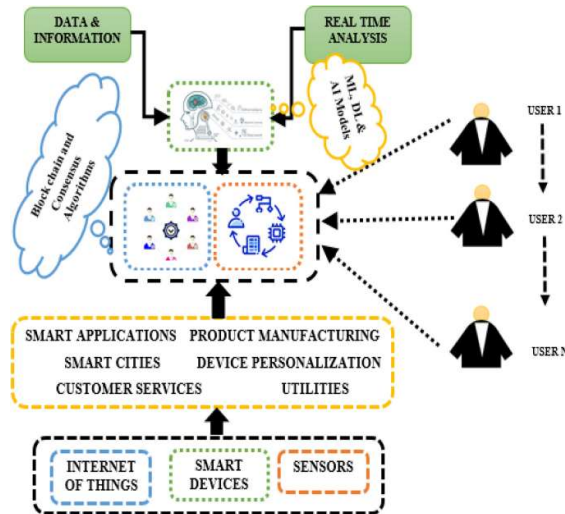 DATA &
INFORMATION
REAL TIME
ANALYSIS
ML, DL &
AI Models
Block chain and
Consensus
Algorithms
USER 1
USER 2
USER N
SMART APPLICATIONS PRODUCT MANUFACTURING
SMART CITIES DEVICE PERSONALIZATION
CUSTOMER SERVICES UTILITIES
INTERNET
OF THINGS
SMART
DEVICES
SENSORS